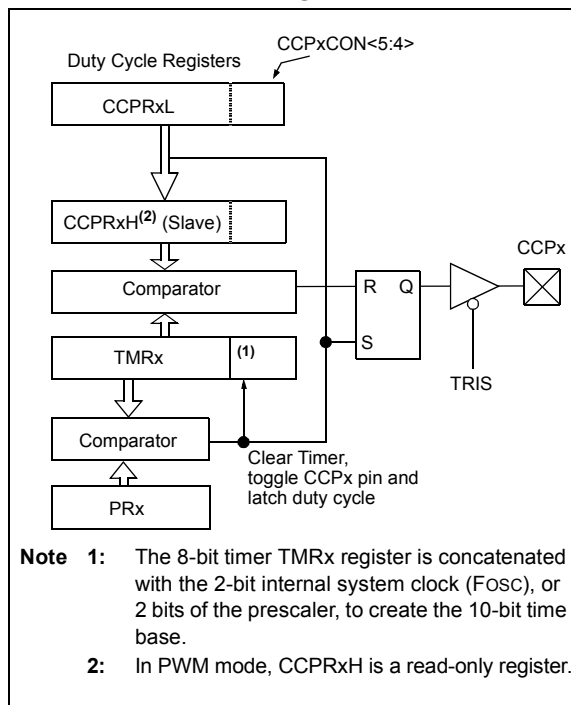 CCPxCON<5:4>
Duty Cycle Registers
CCPRxL
CCPRxH(2) (Slave)
CCPx
Comparator
R Q
(1)
TMRx
S
TRIS
Comparator
Clear Timer,
toggle CCPx pin and
latch duty cycle
PRx
Note 1: The 8-bit timer TMRx register is concatenated
with the 2-bit internal system clock (FOSC), or
2 bits of the prescaler, to create the 10-bit time
base.
2: In PWM mode, CCPRxH is a read-only register.